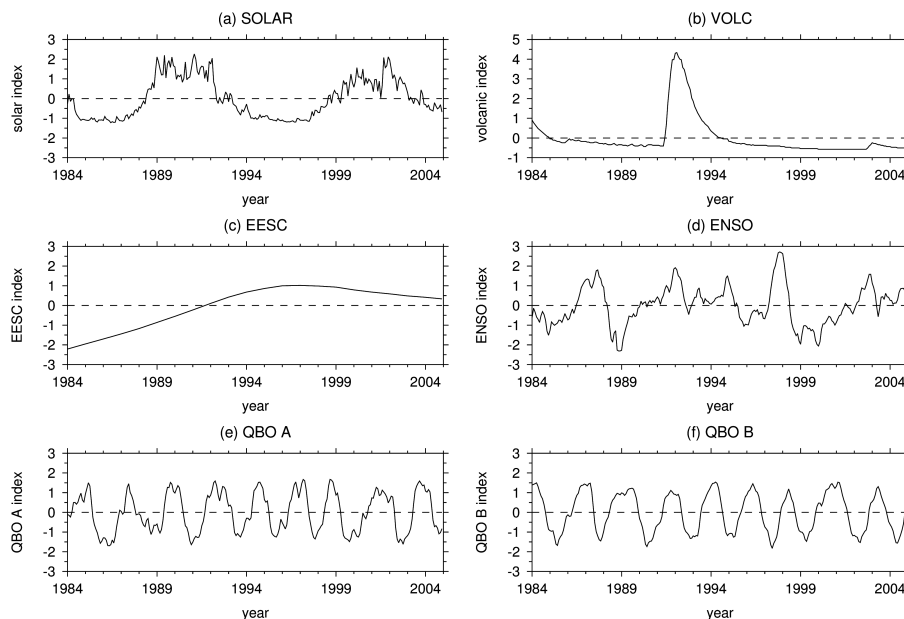 (a) SOLAR
3
2
1
0
-1
-2
-3
solar index
1984 1989 1994 1999 2004
year
(b) VOLC
5
4
3
2
1
0
-1
volcanic index
1984 1989 1994 1999 2004
year
(c) EESC
3
2
1
0
-1
-2
-3
EESC index
1984 1989 1994 1999 2004
year
(d) ENSO
3
2
1
0
-1
-2
-3
ENSO index
1984 1989 1994 1999 2004
year
(e) QBO A
3
2
1
0
-1
-2
-3
QBO A index
1984 1989 1994 1999 2004
year
(f) QBO B
3
2
1
0
-1
-2
-3
QBO B index
1984 1989 1994 1999 2004
year